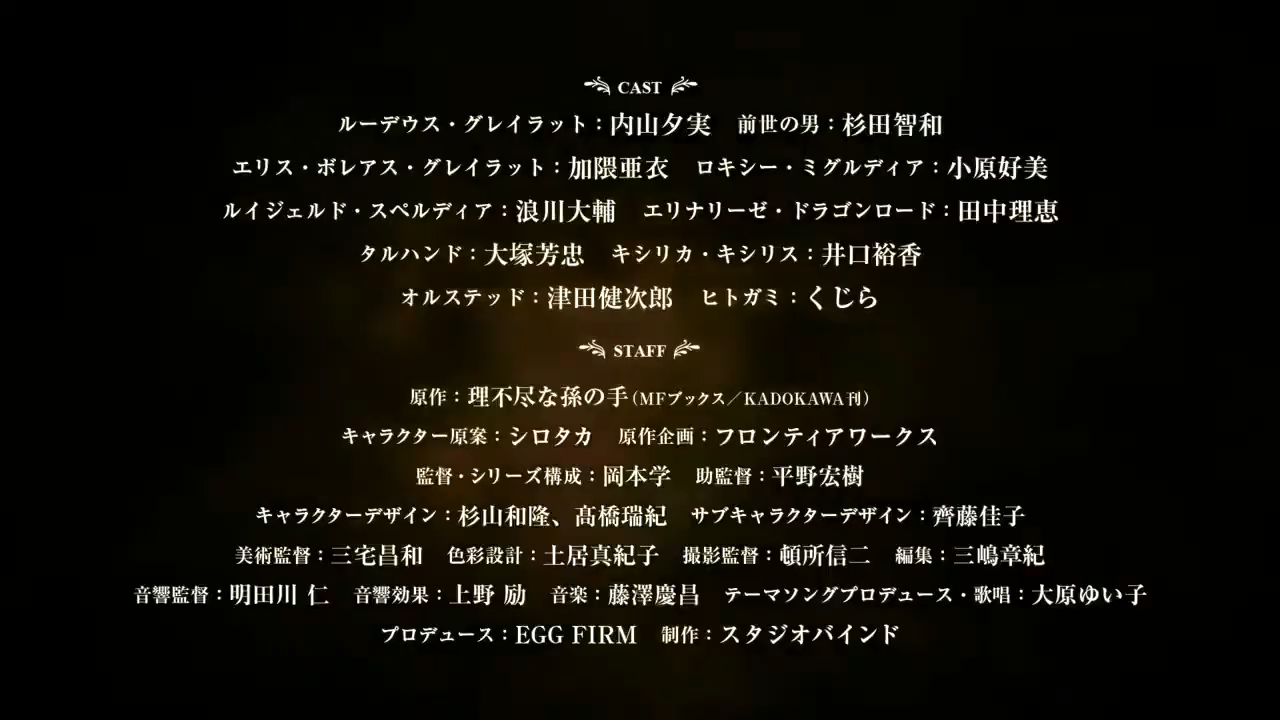 CAST
ルーデウス・グレイラット：内山夕実　前世の男：杉田智和
エリス・ボレアス・グレイラット：加隈亜衣　ロキシー・ミグルディア：小原好美
ルイジェルド・スペルディア：浪川大輔　エリナリーゼ・ドラゴンロード：田中理恵
タルハンド：大塚芳忠　キシリカ・キシリス：井口裕香
オルステッド：津田健次郎　ヒトガミ：くじら
STAFF
原作：理不尽な孫の手（MFブックス／KADOKAWA刊）
キャラクター原案：シロタカ　原作企画：フロンティアワークス
監督・シリーズ構成：岡本学　助監督：平野宏樹
キャラクターデザイン：杉山和隆、髙橋瑞紀　サブキャラクターデザイン：齊藤佳子
美術監督：三宅昌和　色彩設計：土居真紀子　撮影監督：頓所信二　編集：三嶋章紀
音響監督：明田川 仁　音響効果：上野 励　音楽：藤澤慶昌　テーマソングプロデュース・歌唱：大原ゆい子
プロデュース：EGG FIRM　制作：スタジオバインド